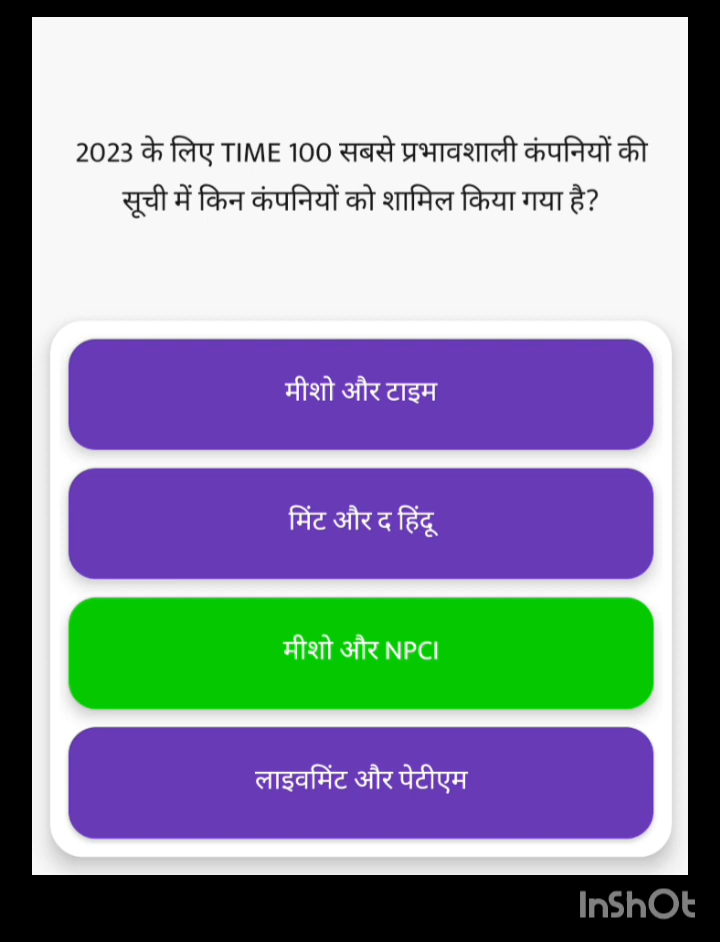 2023 के लिए TIME 100 सबसे प्रभावशाली कंपनियों की
सूची में किन कंपनियों को शामिल किया गया है?
मीशो और टाइम
मिंट और द हिंदू
मीशो और NPCI
लाइवमिंट और पेटीएम
InShOt